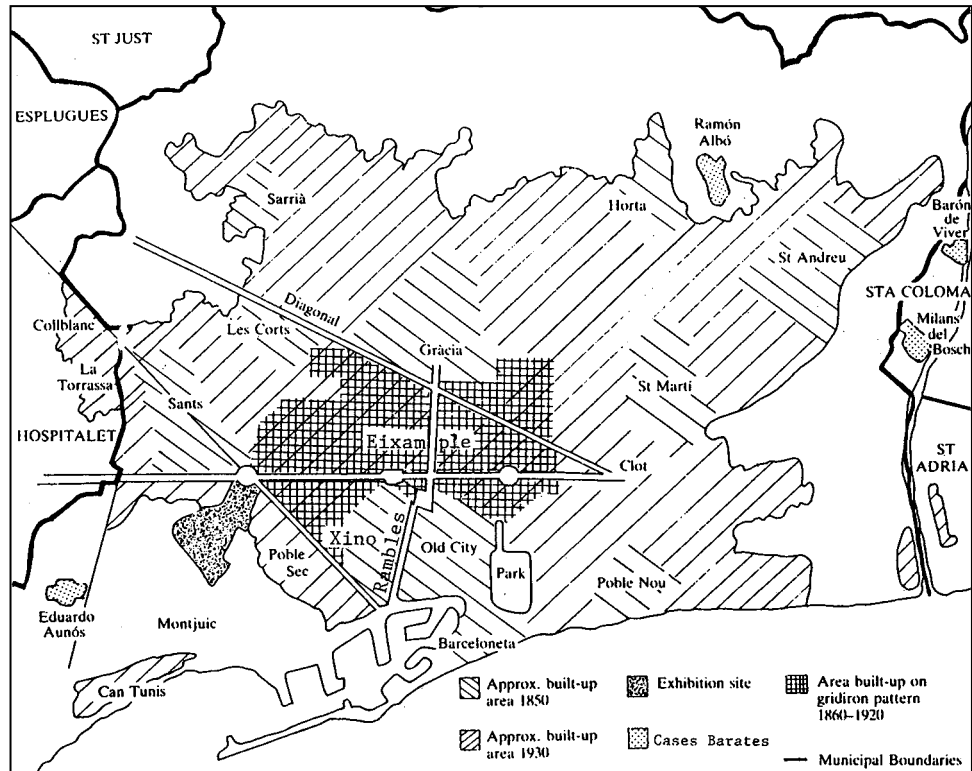 ST JUST
ESPLUGUES
Ramón
Albó
Sarrià
Horta
Barón
de
Viver
St Andreu
STA COLOMA
Diagonal
Collblanc
Les Corts
Milans
del
Bosch
Gràcia
La
Torrassa
St Martí
Sants
HOSPITALET
Eixample
Clot
ST
ADRIA
Xino
Rambles
Old City
Poble
Sec
Park
Poble Nou
Eduardo
Aunós
Montjuic
Barceloneta
Can Tunis
Approx. built-up
area 1850
Exhibition site
Area built-up on
gridiron pattern
1860–1920
Approx. built-up
area 1930
Cases Barates
Municipal Boundaries